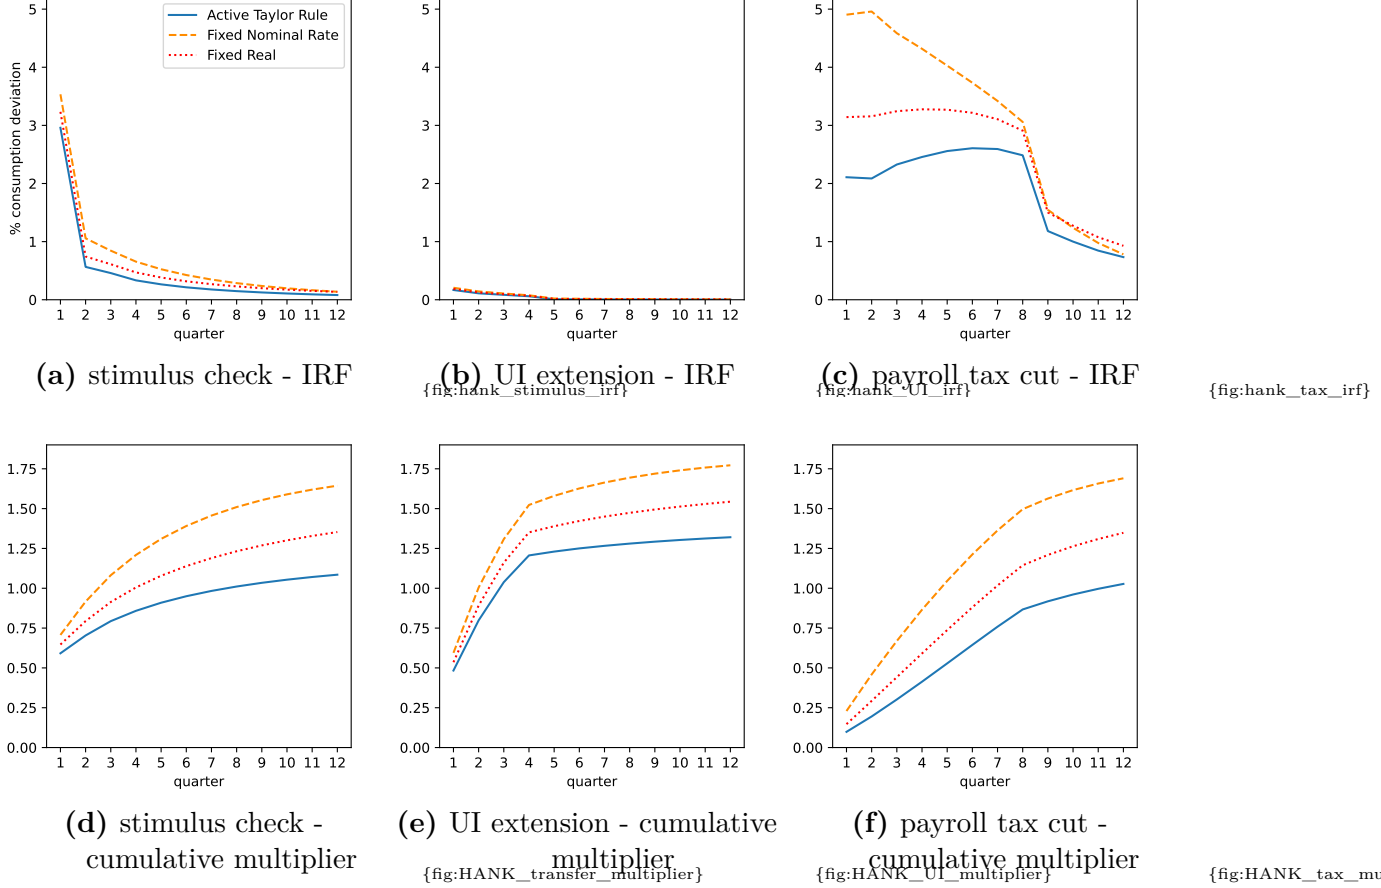 5
4
3
2
1
0
% consumption deviation
Active Taylor Rule
Fixed Nominal Rate
Fixed Real
1 2 3 4 5 6 7 8 9 10 11 12
quarter
5
4
3
2
1
0
1 2 3 4 5 6 7 8 9 10 11 12
quarter
5
4
3
2
1
0
1 2 3 4 5 6 7 8 9 10 11 12
quarter
(a) stimulus check - IRF
(b) UI extension - IRF
(c) payroll tax cut - IRF
{fig:hank_stimulus_irf}
{fig:hank_UI_irf}
{fig:hank_tax_irf}
1.75
1.50
1.25
1.00
0.75
0.50
0.25
0.00
1 2 3 4 5 6 7 8 9 10 11 12
quarter
1.75
1.50
1.25
1.00
0.75
0.50
0.25
0.00
1 2 3 4 5 6 7 8 9 10 11 12
quarter
1.75
1.50
1.25
1.00
0.75
0.50
0.25
0.00
1 2 3 4 5 6 7 8 9 10 11 12
quarter
(d) stimulus check -
cumulative multiplier
(e) UI extension - cumulative
multiplier
(f) payroll tax cut -
cumulative multiplier
{fig:HANK_transfer_multiplier}
{fig:HANK_UI_multiplier}
{fig:HANK_tax_mu